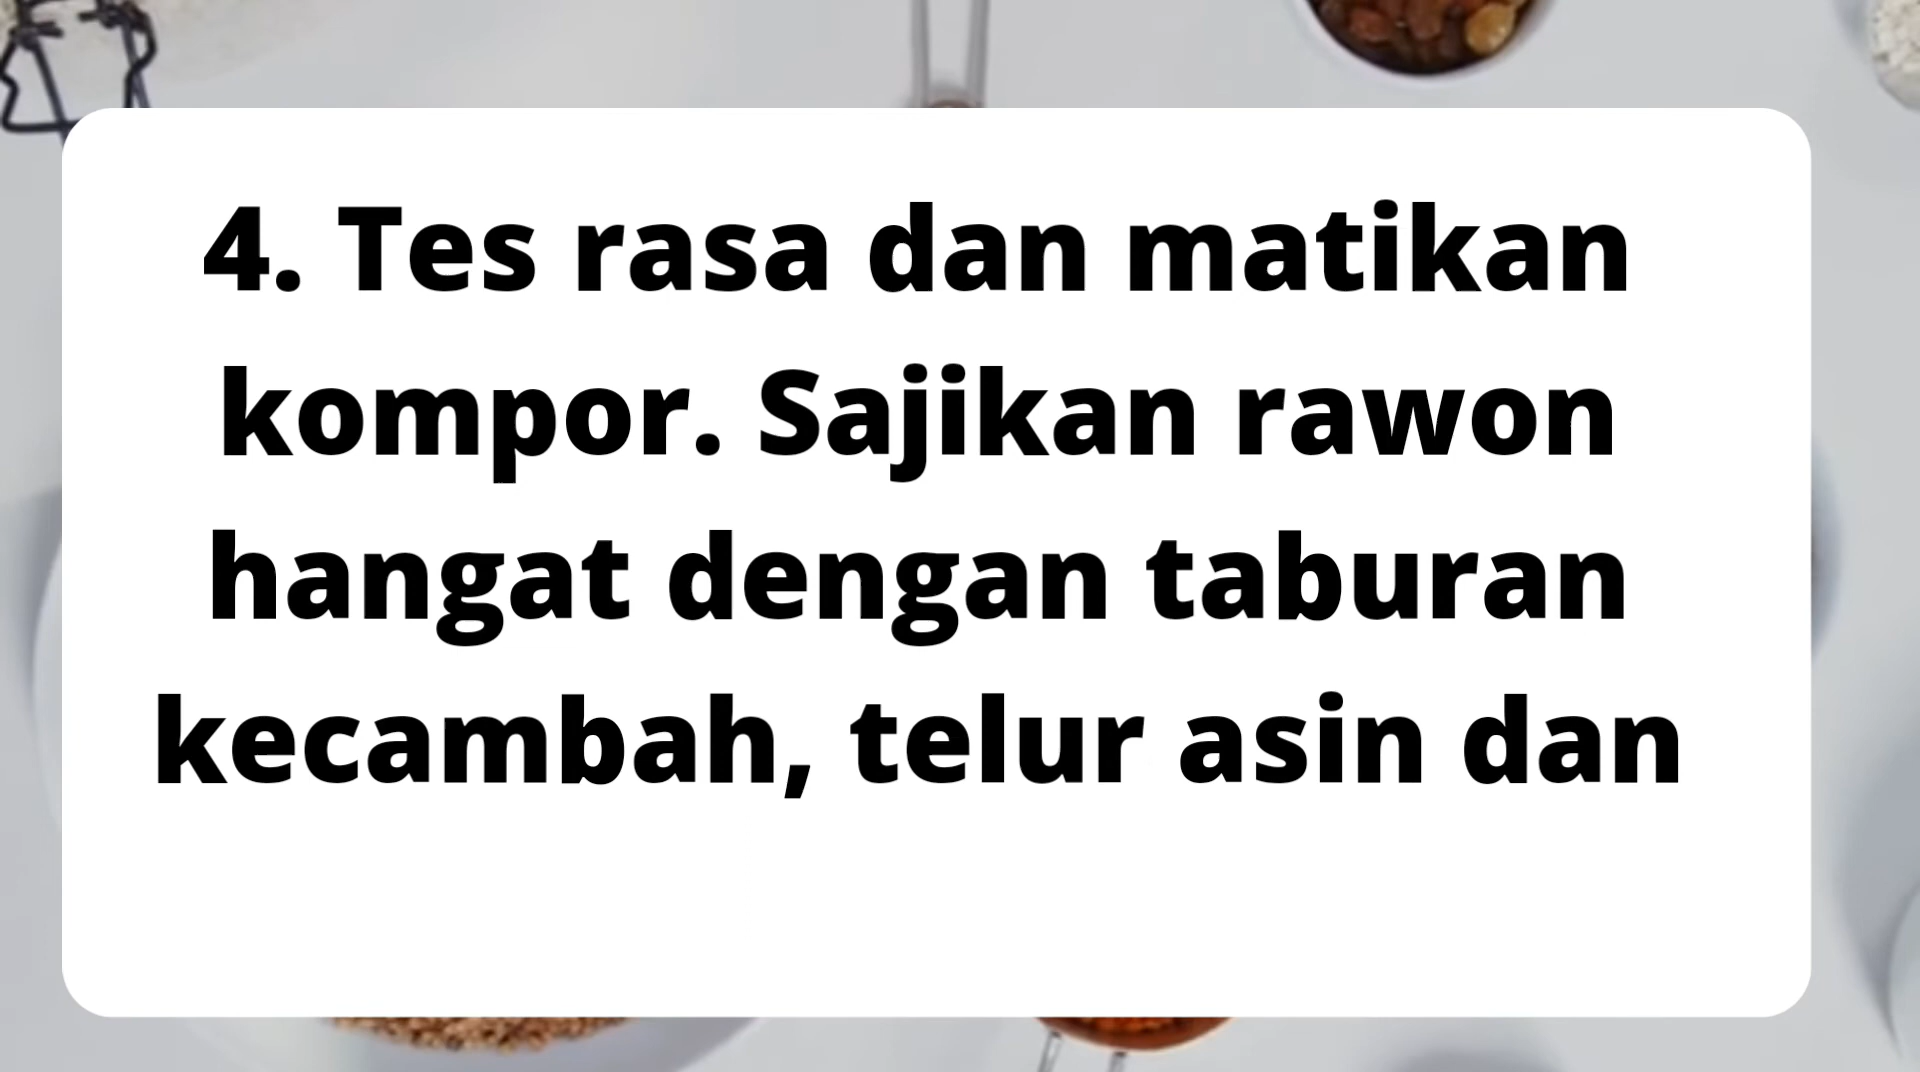 4. Tes rasa dan matikan
kompor. Sajikan rawon
hangat dengan taburan
kecambah, telur asin dan